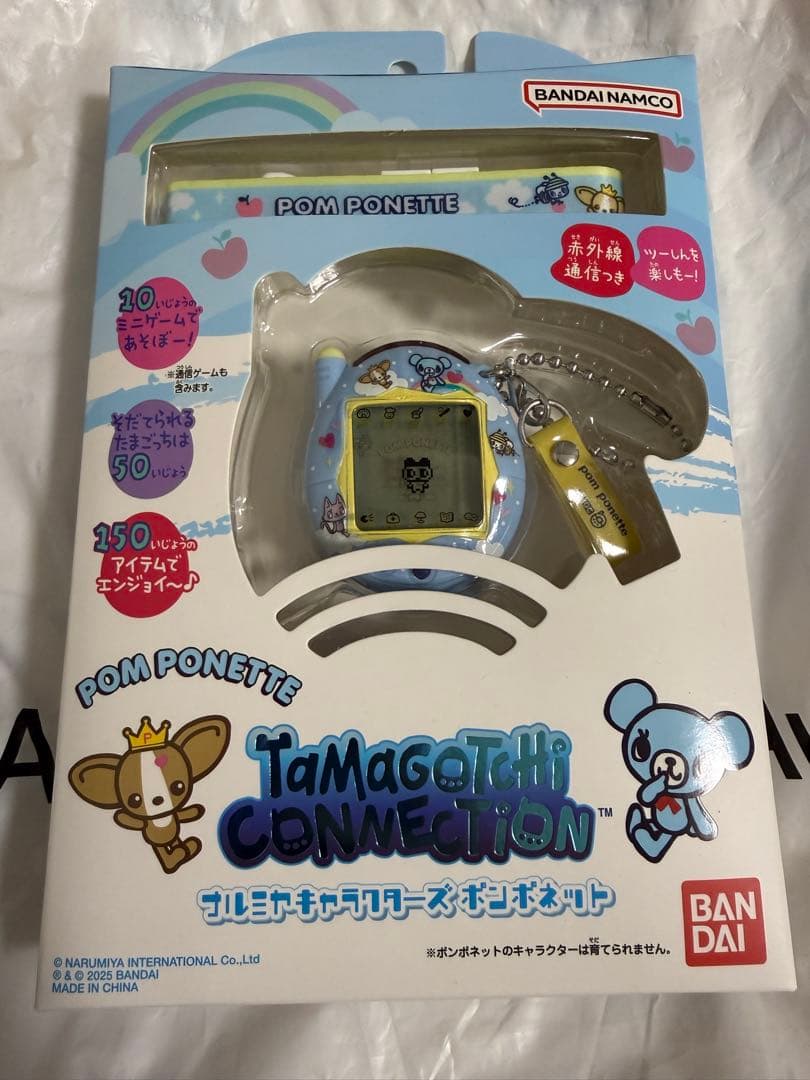 BANDAI NAMCO
POM PONETTE
赤外線
通信つき
ツーしんを
楽しもー!
10いじょうの
ミニゲームで
あそぼー!
※通信ゲームも
含みます。
そだてられる
たまごっちは
50いじょう
150いじょうの
アイテムで
エンジョイ〜♪
POM PONETTE
pom ponette
POM PONETTE
P
TAMAGOTCHI
CONNECTION™
ナルミヤキャラクターズ ポンポネット
※ポンポネットのキャラクターは育てられません。
BAN
DAI
© NARUMIYA INTERNATIONAL Co.,Ltd
® & © 2025 BANDAI
MADE IN CHINA